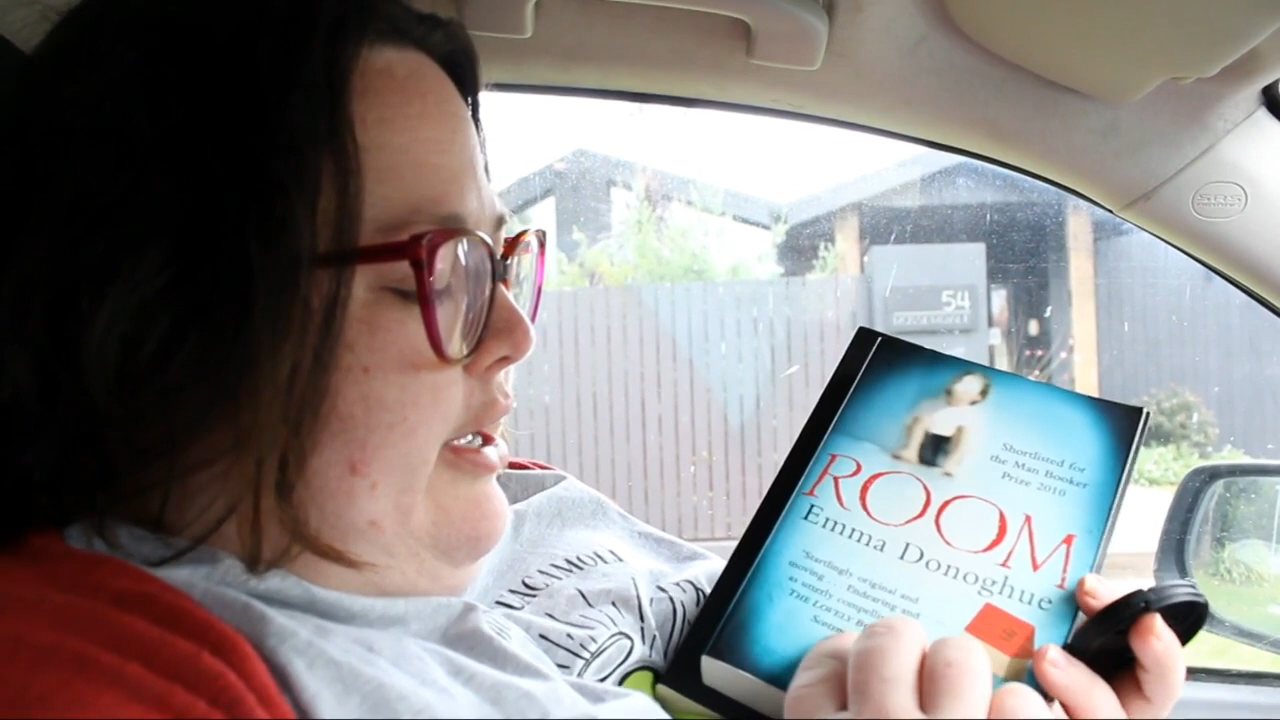 SRS
54
Shortlisted for
the Man Booker
Prize 2010
ROOM
Emma Donoghue
'Startlingly original and
moving . . . Endearing and
as utterly compelling
THE LOVELY
UACAMOL